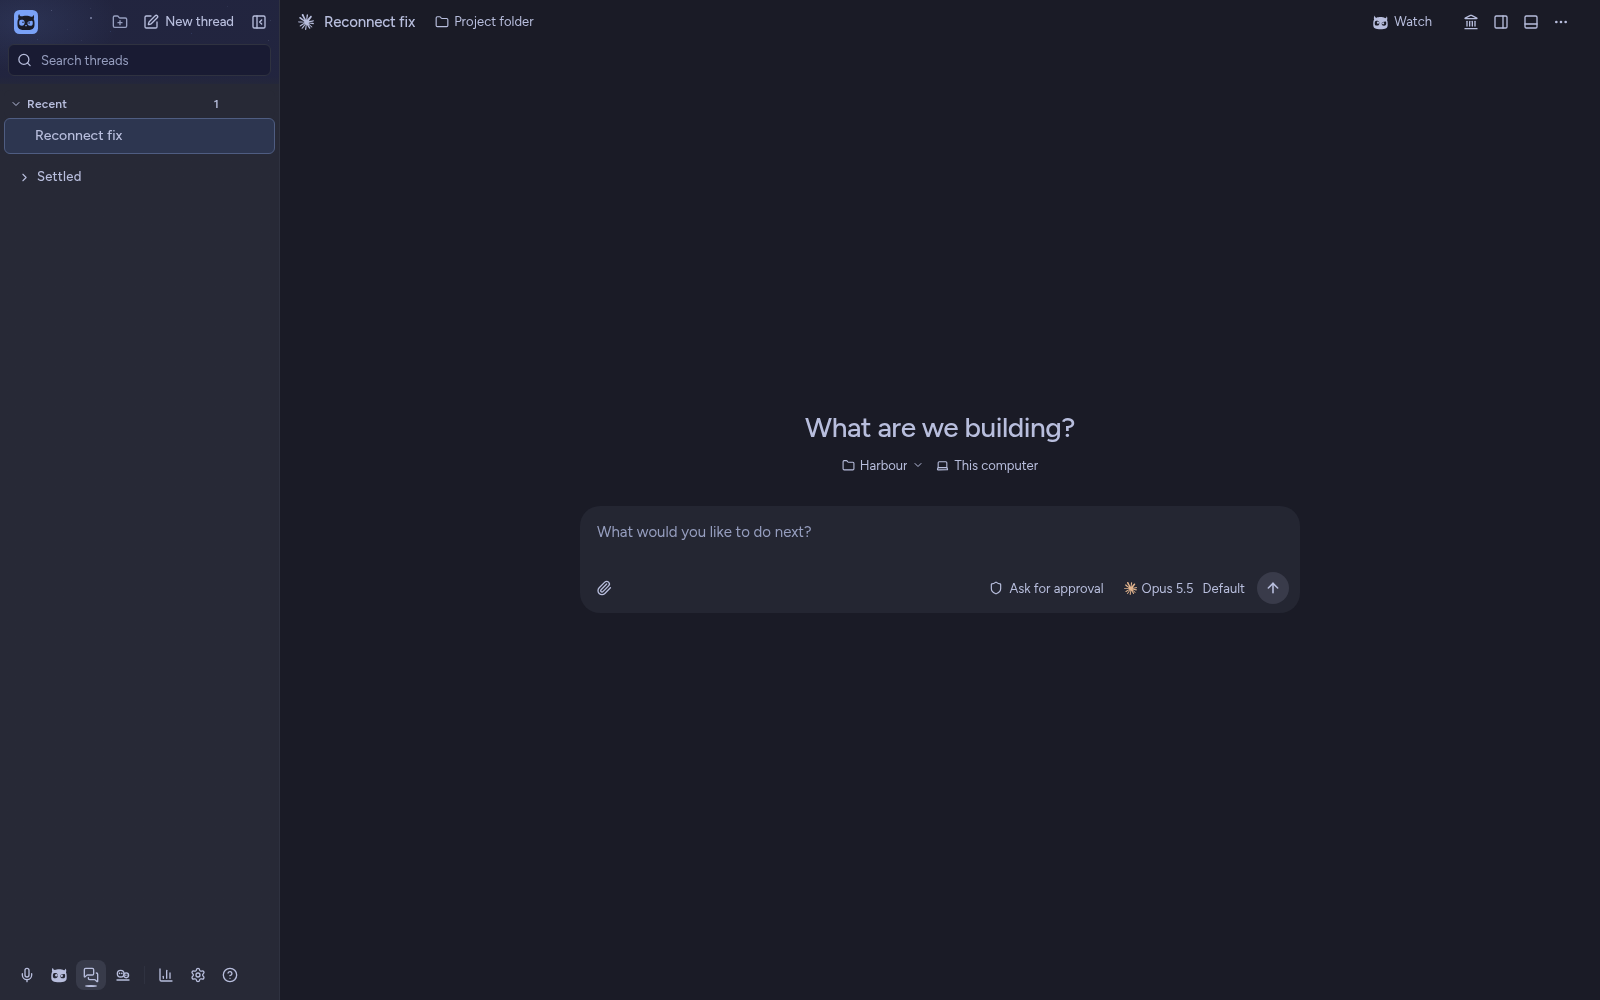 New thread
Search threads
Recent 1
Reconnect fix
Settled
Reconnect fix Project folder
Watch
What are we building?
Harbour This computer
What would you like to do next?
Ask for approval Opus 5.5 Default